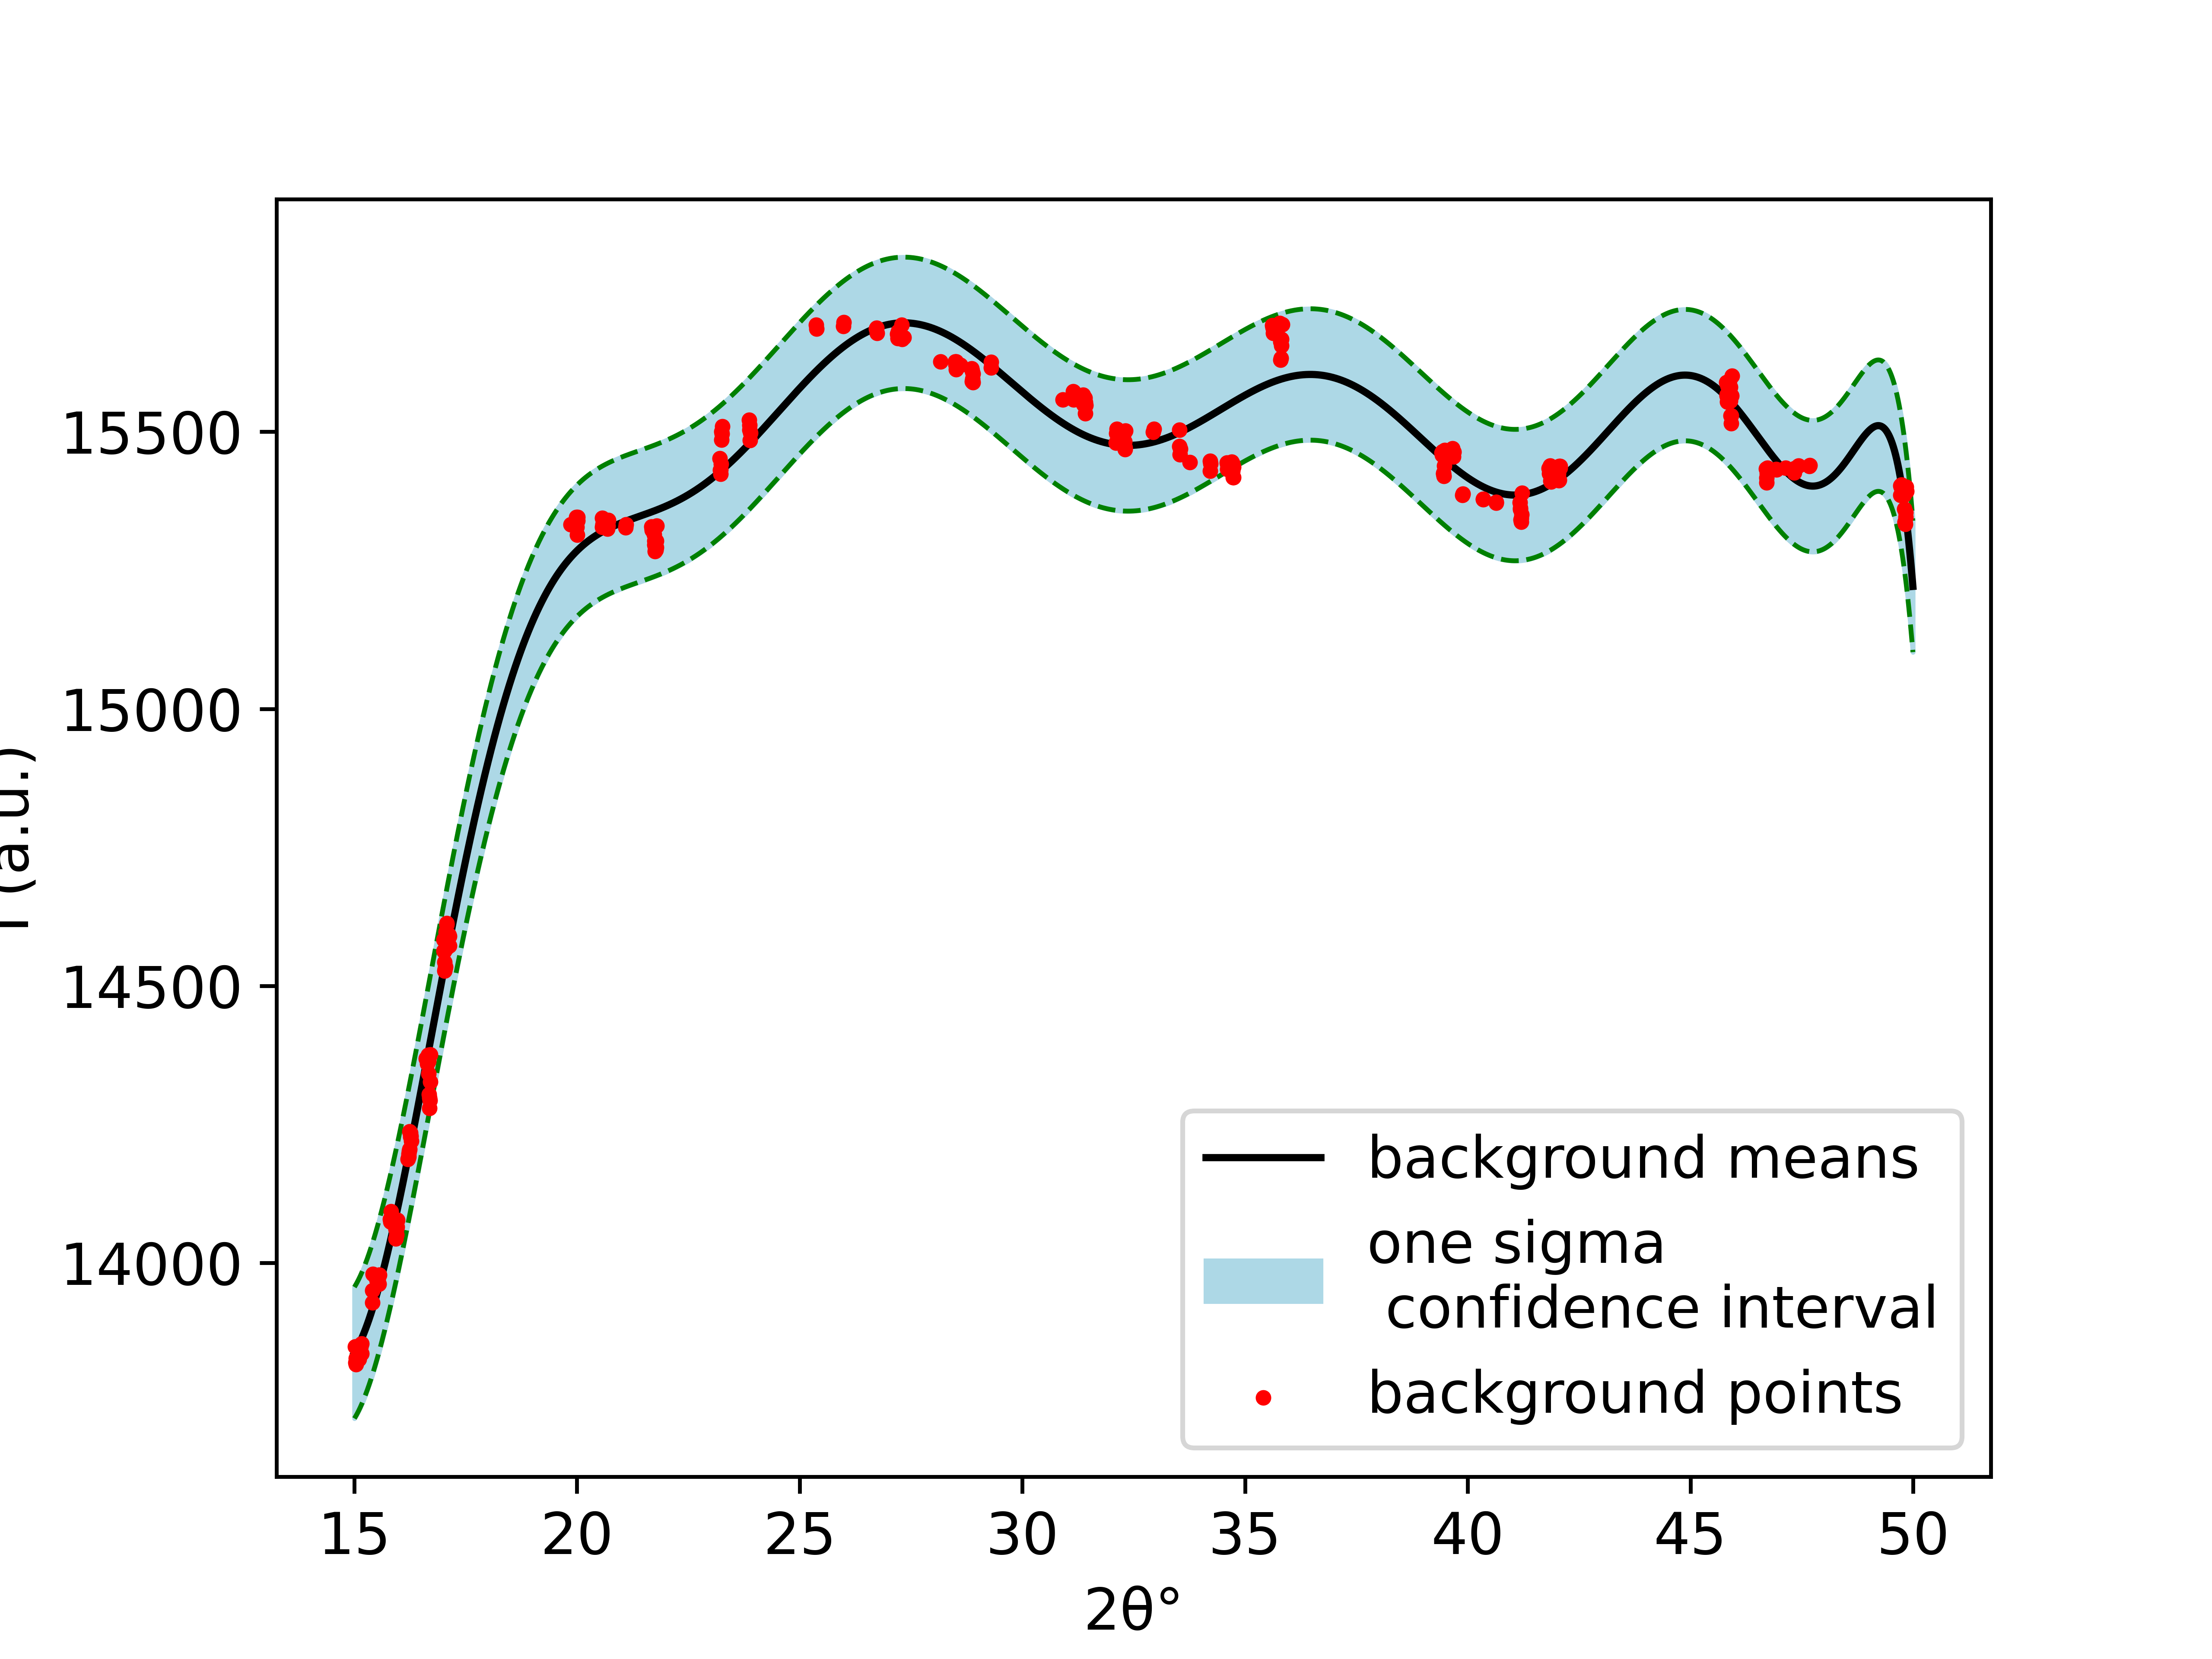 15500
15000
14500
14000
(a.u.)
15 20 25 30 35 40 45 50
2θ°
background means
one sigma
confidence interval
background points